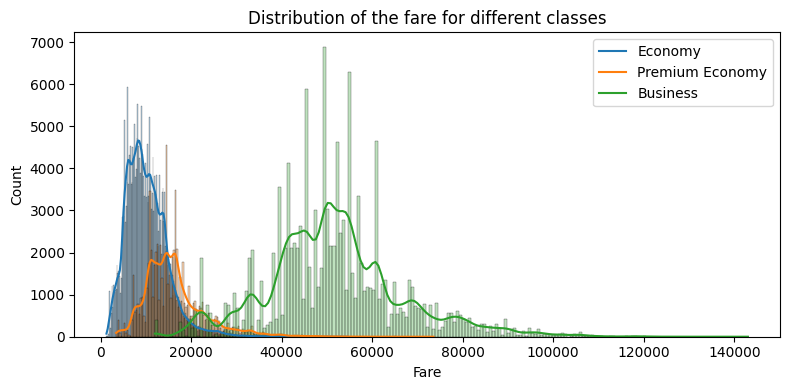 Distribution of the fare for different classes
Economy
Premium Economy
Business
7000
6000
5000
4000
3000
2000
1000
0
Count
0 20000 40000 60000 80000 100000 120000 140000
Fare